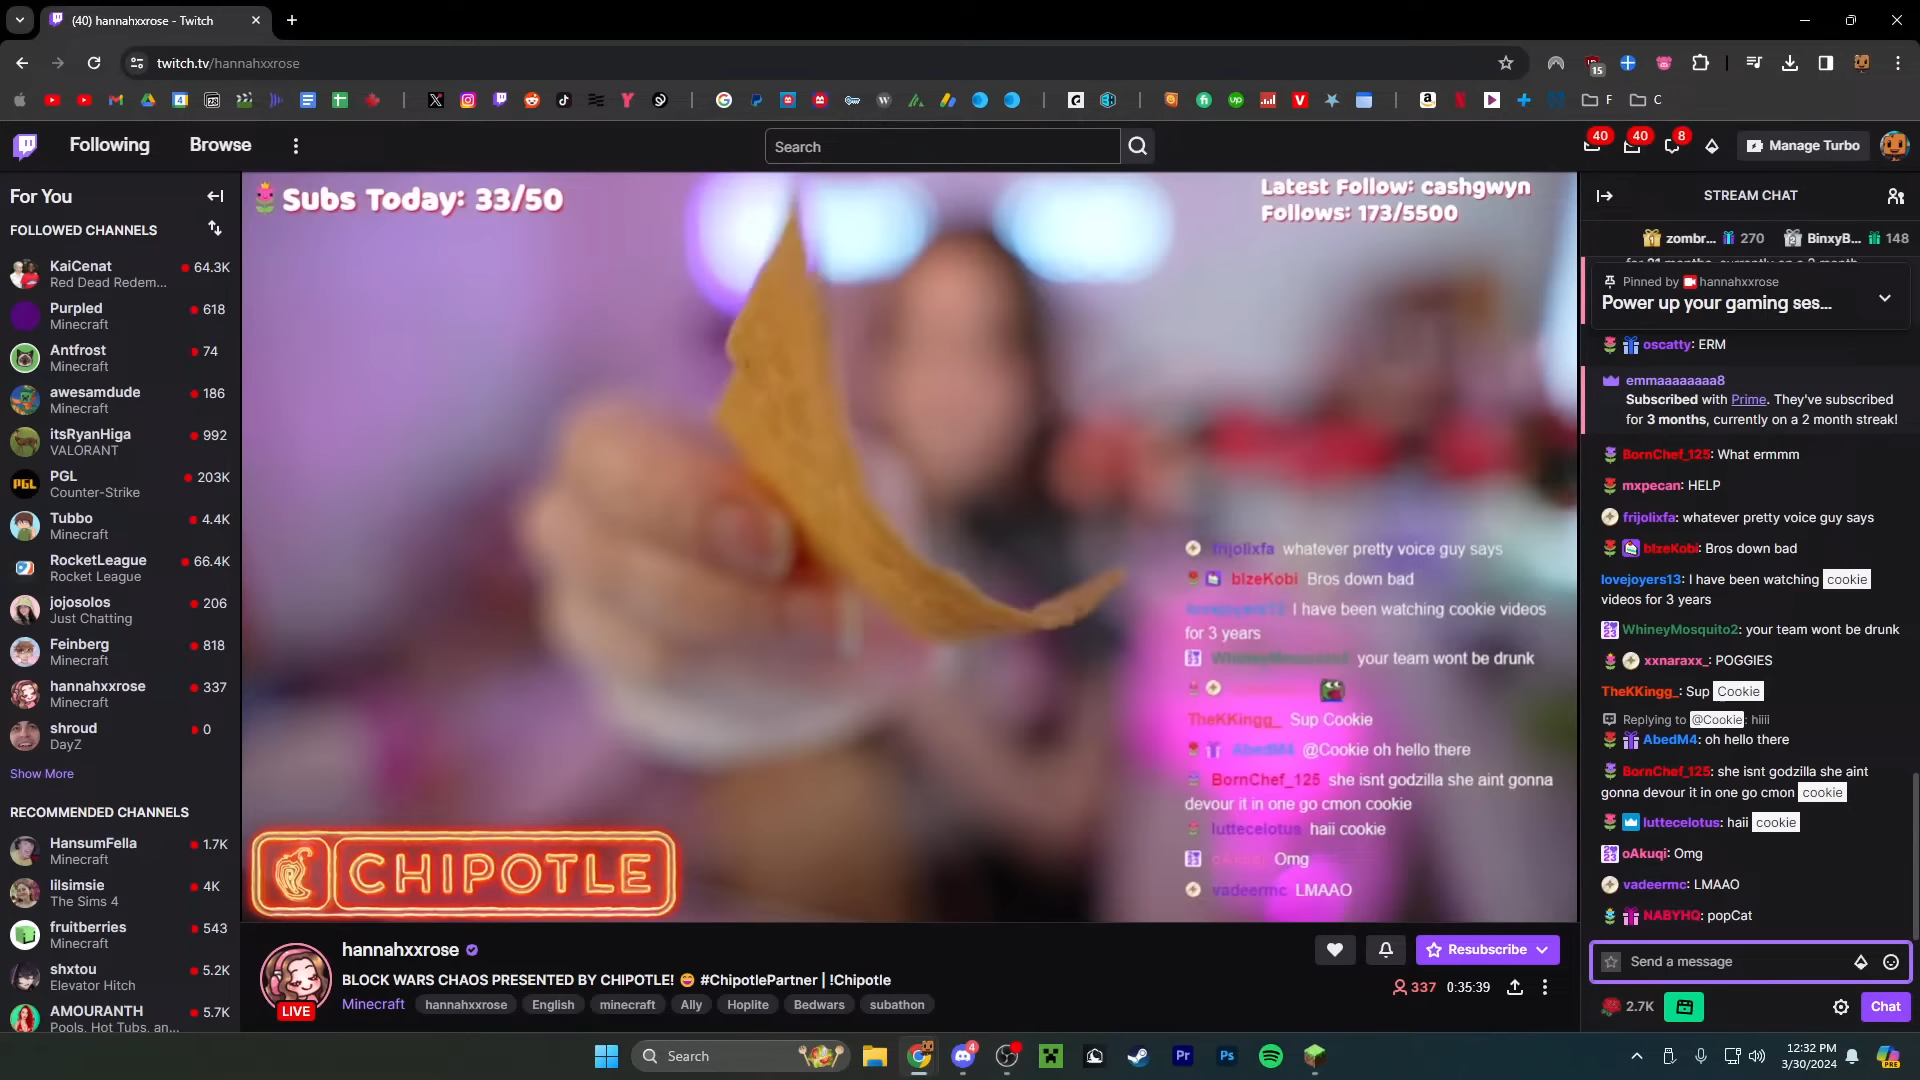 (40) hannahxxrose - Twitch
twitch.tv/hannahxxrose
15
F
C
Following
Browse
Search
40
40
8
Manage Turbo
For You
FOLLOWED CHANNELS
KaiCenat
64.3K
Red Dead Redem...
Purpled
618
Minecraft
Antfrost
74
Minecraft
awesamdude
186
Minecraft
itsRyanHiga
992
VALORANT
PGL
PGL
203K
Counter-Strike
Tubbo
4.4K
Minecraft
RocketLeague
66.4K
Rocket League
jojosolos
206
Just Chatting
Feinberg
818
Minecraft
hannahxxrose
337
Minecraft
shroud
0
DayZ
Show More
RECOMMENDED CHANNELS
HansumFella
1.7K
Minecraft
lilsimsie
4K
The Sims 4
fruitberries
543
Minecraft
shxtou
5.2K
Elevator Hitch
AMOURANTH
5.7K
Pools, Hot Tubs, an...
Subs Today: 33/50
Latest Follow: cashgwyn
Follows: 173/5500
frijolixfa whatever pretty voice guy says
blzeKobi Bros down bad
lovejoyers13 I have been watching cookie videos
for 3 years
WhineyMosquito2 your team wont be drunk
TheKKingg_ Sup Cookie
AbedM4 @Cookie oh hello there
BornChef_125 she isnt godzilla she aint gonna
devour it in one go cmon cookie
luttecelotus haii cookie
oAkuqi Omg
vadeermc LMAAO
CHIPOTLE
LIVE
hannahxxrose
Resubscribe
BLOCK WARS CHAOS PRESENTED BY CHIPOTLE! #ChipotlePartner | !Chipotle
337
0:35:39
Minecraft
hannahxxrose
English
minecraft
Ally
Hoplite
Bedwars
subathon
STREAM CHAT
zombr... 270
BinxyB... 148
Pinned by hannahxxrose
Power up your gaming ses...
oscatty: ERM
emmaaaaaaaa8
Subscribed with Prime. They've subscribed
for 3 months, currently on a 2 month streak!
BornChef_125: What ermmm
mxpecan: HELP
frijolixfa: whatever pretty voice guy says
blzeKobi: Bros down bad
lovejoyers13: I have been watching cookie
videos for 3 years
WhineyMosquito2: your team wont be drunk
xxnaraxx_: POGGIES
TheKKingg_: Sup Cookie
Replying to @Cookie: hiiii
AbedM4: oh hello there
BornChef_125: she isnt godzilla she aint
gonna devour it in one go cmon cookie
luttecelotus: haii cookie
oAkuqi: Omg
vadeermc: LMAAO
NABYHQ: popCat
Send a message
2.7K
Chat
Search
4
Pr
Ps
12:32 PM
3/30/2024
PRE